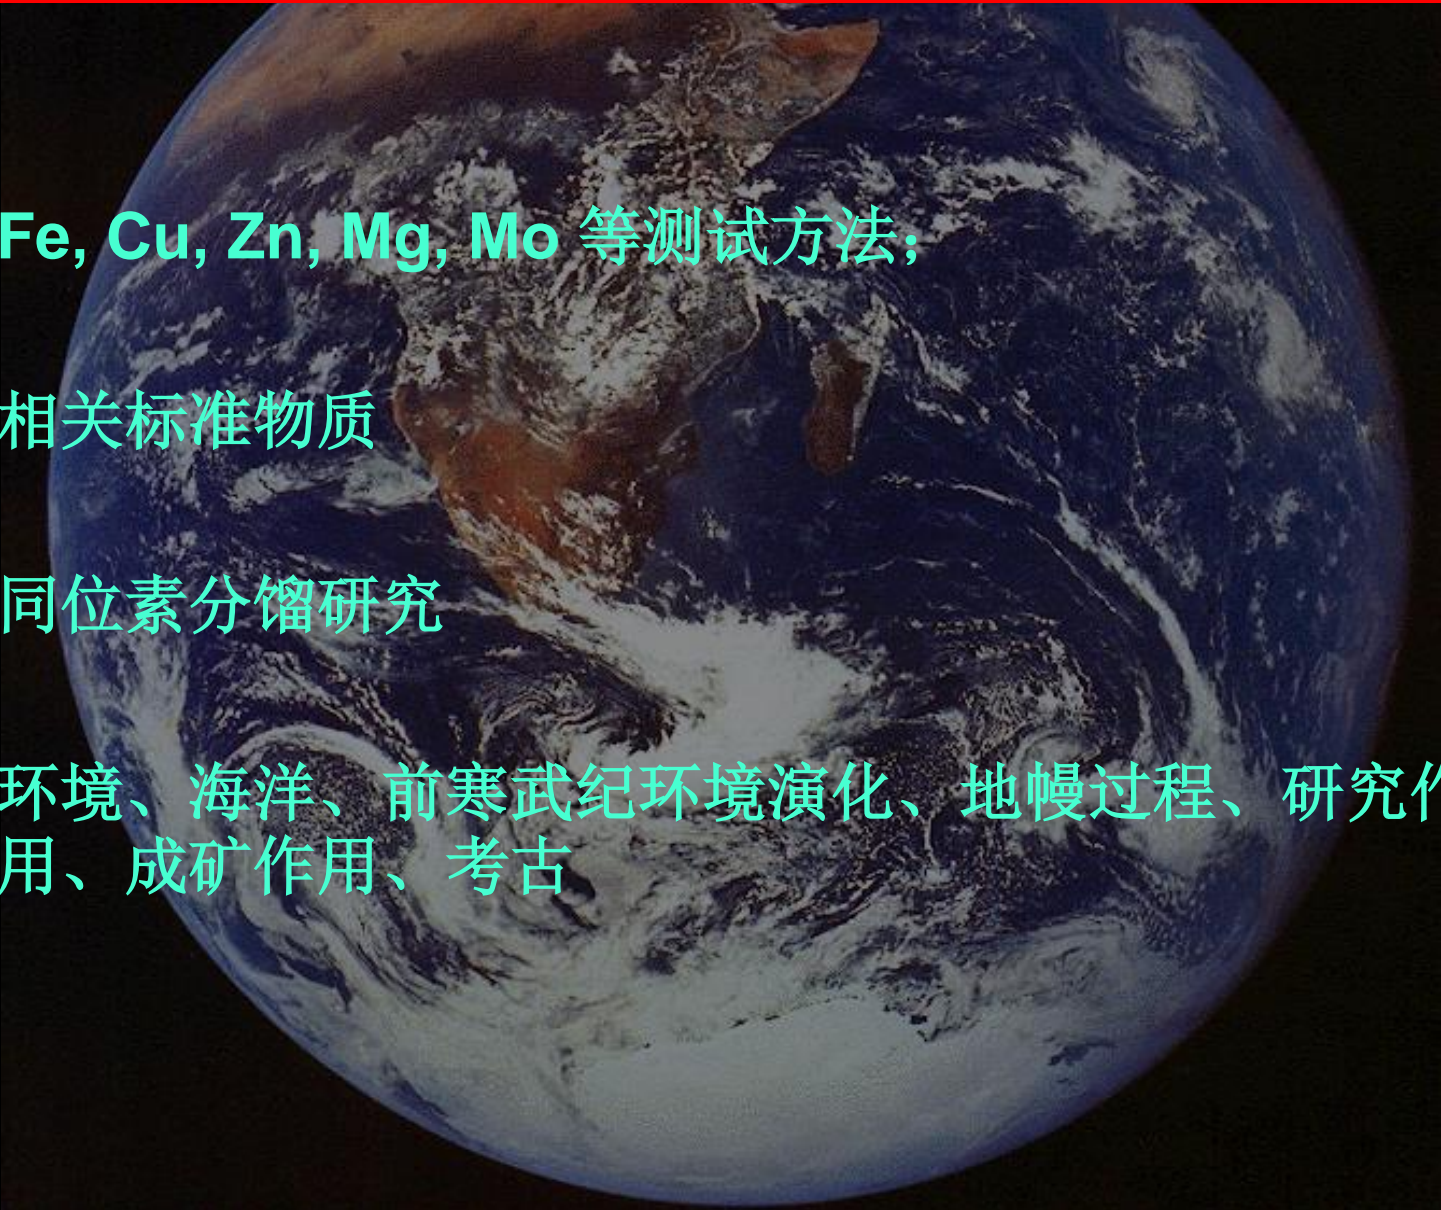 Fe, Cu, Zn, Mg, Mo 等测试方法;
相关标准物质
同位素分馏研究
环境、海洋、前寒武纪环境演化、地幔过程、研究作
用、成矿作用、考古